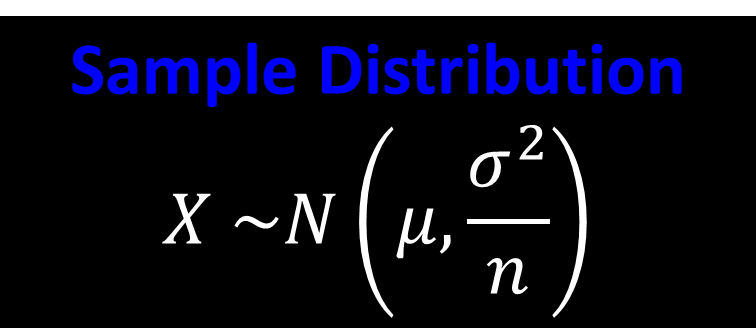 Sample Distribution
𝑋 ~𝑁 (𝜇, 𝜎²/𝑛)